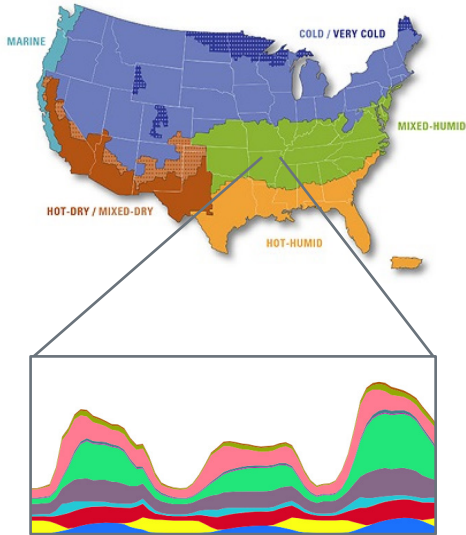 COLD / VERY COLD
MARINE
MIXED-HUMID
HOT-DRY / MIXED-DRY
HOT-HUMID